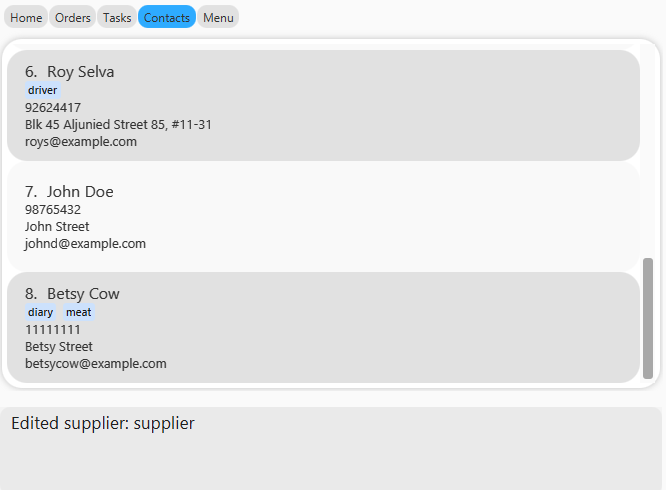 Home Orders Tasks Contacts Menu
6. Roy Selva
driver
92624417
Blk 45 Aljunied Street 85, #11-31
roys@example.com
7. John Doe
98765432
John Street
johnd@example.com
8. Betsy Cow
diary meat
11111111
Betsy Street
betsycow@example.com
Edited supplier: supplier